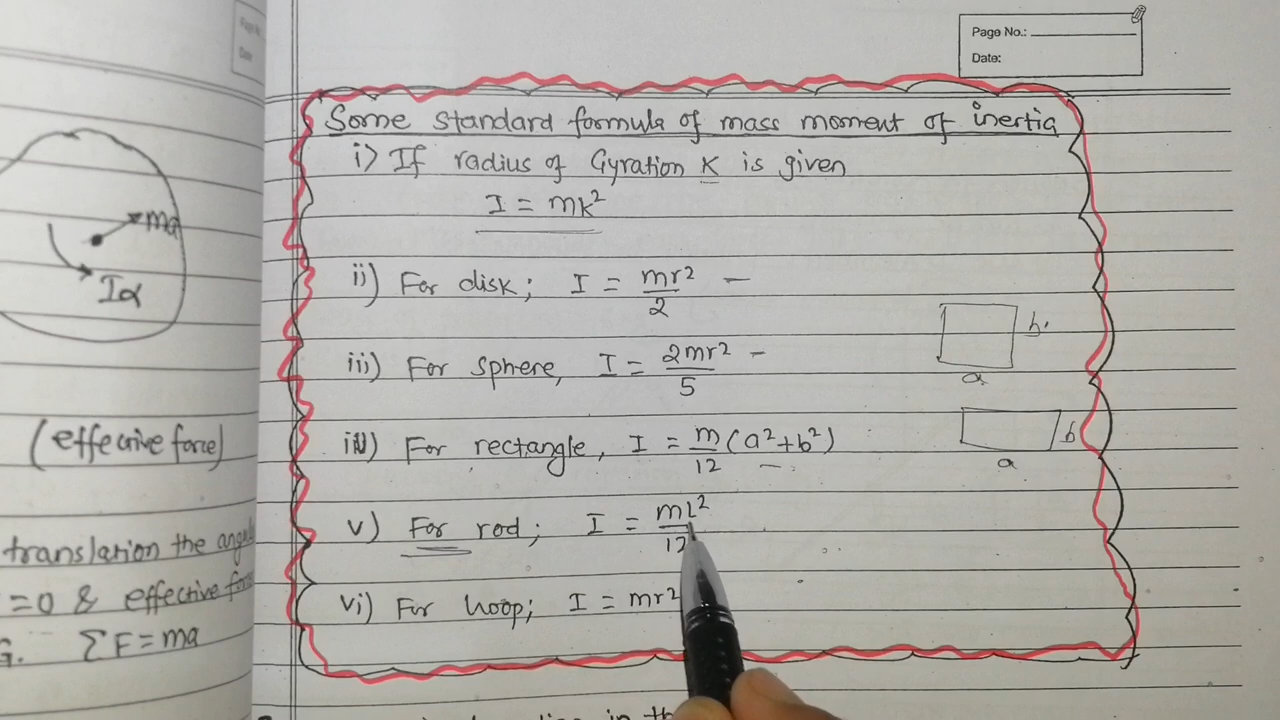 Page No.:
Date:
ma
Iα
(effective force)
translation the
=0 & effective
G. ΣF=ma
Some standard formula of mass moment of inertia
i) If radius of Gyration K is given
I = mk²
ii) For disk; I = mr²/2 –
iii) For sphere, I = 2mr²/5 –
iv) For rectangle, I = m/12 (a²+b²)
v) For rod; I = mL²/12
vi) For hoop; I = mr²
b
a
b
a